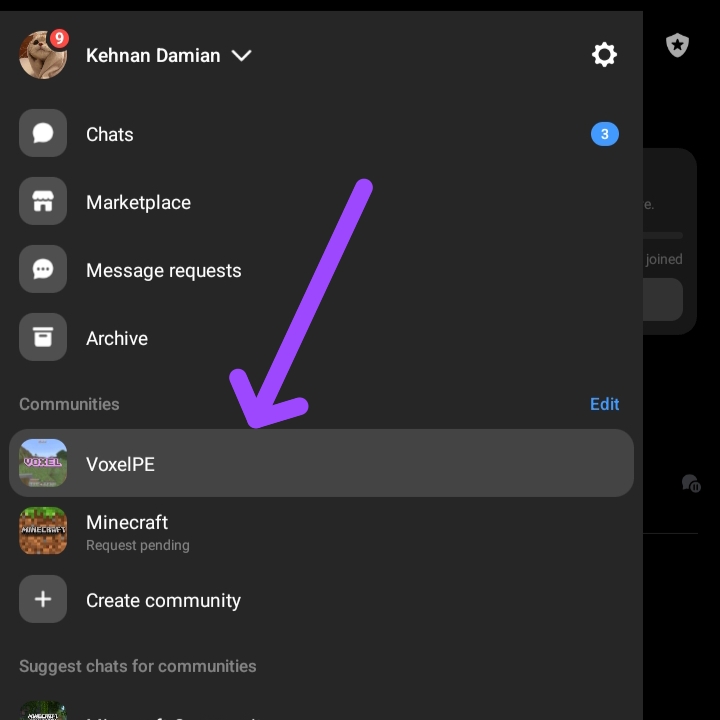 9
Kehnan Damian
Chats
3
Marketplace
e.
Message requests
joined
Archive
Communities
Edit
VOXEL
VoxelPE
MINECRAFT
Minecraft
Request pending
Create community
Suggest chats for communities
MINECRAFT